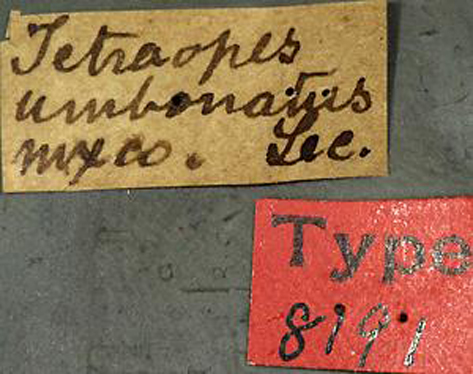 Tetraopes
umbonatus
mxco. Lec.
Type
8191